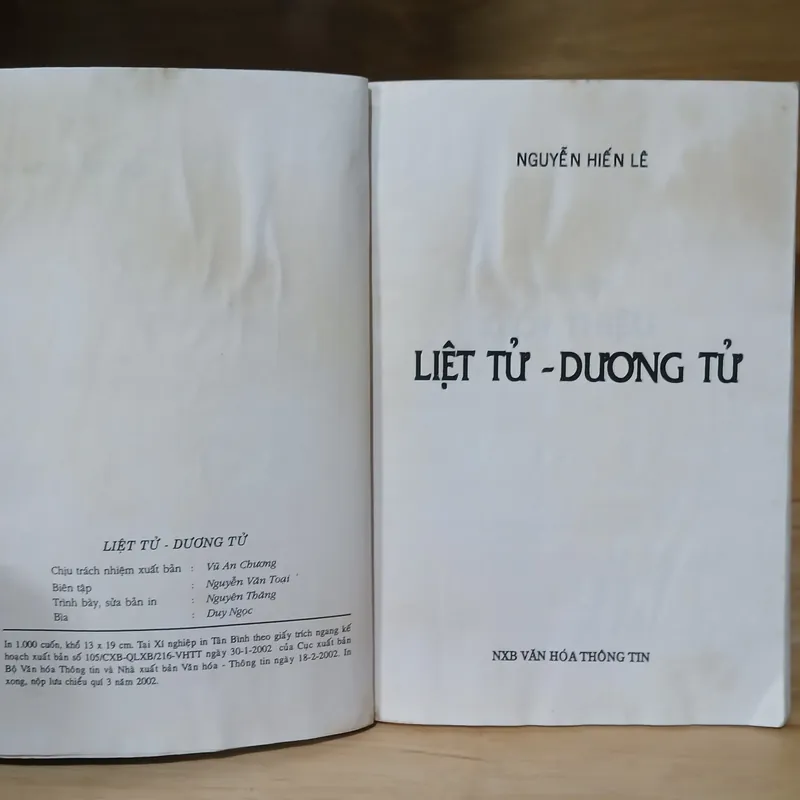 LIỆT TỬ - DƯƠNG TỬ
Chịu trách nhiệm xuất bản : Vũ An Chương
Biên tập : Nguyễn Văn Toại
Trình bày, sửa bản in : Nguyên Thắng
Bìa : Duy Ngọc
In 1.000 cuốn, khổ 13 x 19 cm. Tại Xí nghiệp in Tân Bình theo giấy trích ngang kế
hoạch xuất bản số 105/CXB-QLXB/216-VHTT ngày 30-1-2002 của Cục xuất bản
Bộ Văn hóa Thông tin và Nhà xuất bản Văn hóa - Thông tin ngày 18-2-2002. In
xong, nộp lưu chiểu quí 3 năm 2002.
NGUYỄN HIẾN LÊ
LIỆT TỬ - DƯƠNG TỬ
NXB VĂN HÓA THÔNG TIN